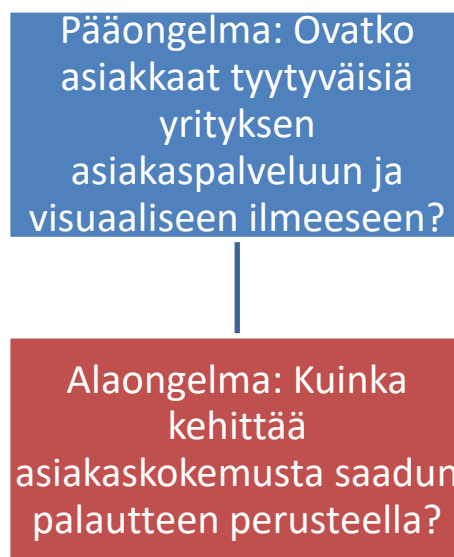 Pääongelma: Ovatko
asiakkaat tyytyväisiä
yrityksen
asiakaspalveluun ja
visuaaliseen ilmeeseen?
Alaongelma: Kuinka
kehittää
asiakaskokemusta saadun
palautteen perusteella?